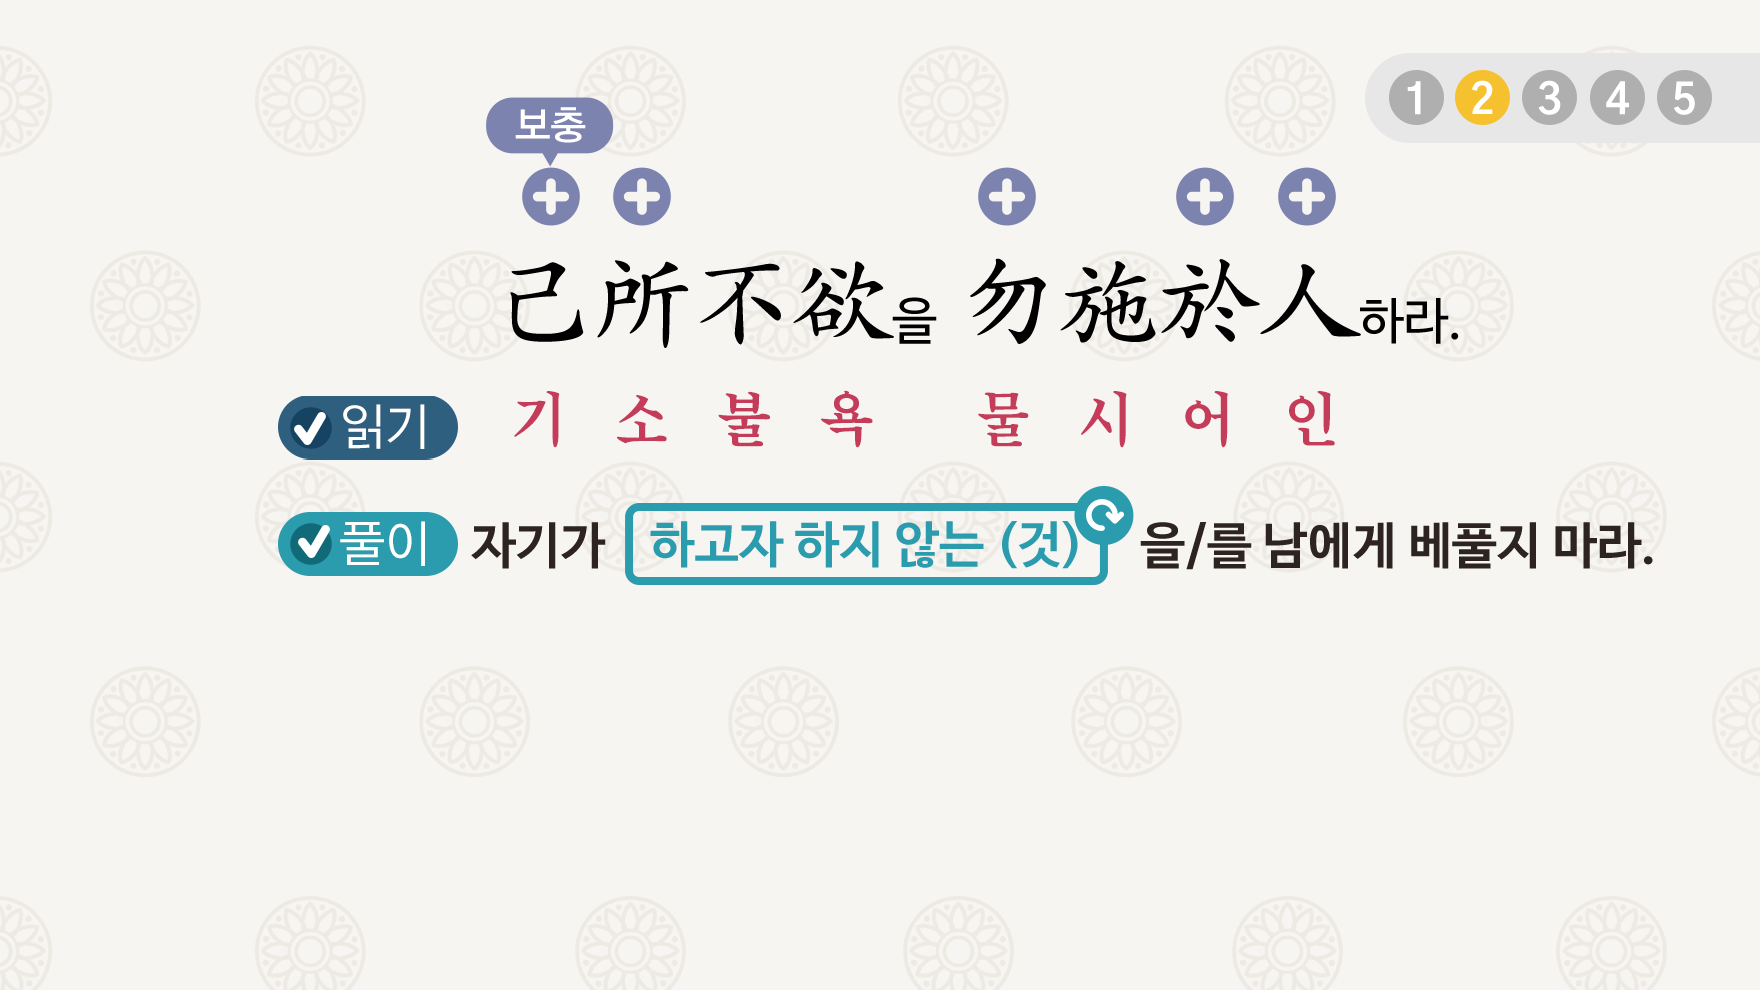 1 2 3 4 5
보충
己所不欲을 勿施於人하라.
읽기 기 소 불 욕 물 시 어 인
풀이 자기가 하고자 하지 않는 (것) 을/를 남에게 베풀지 마라.